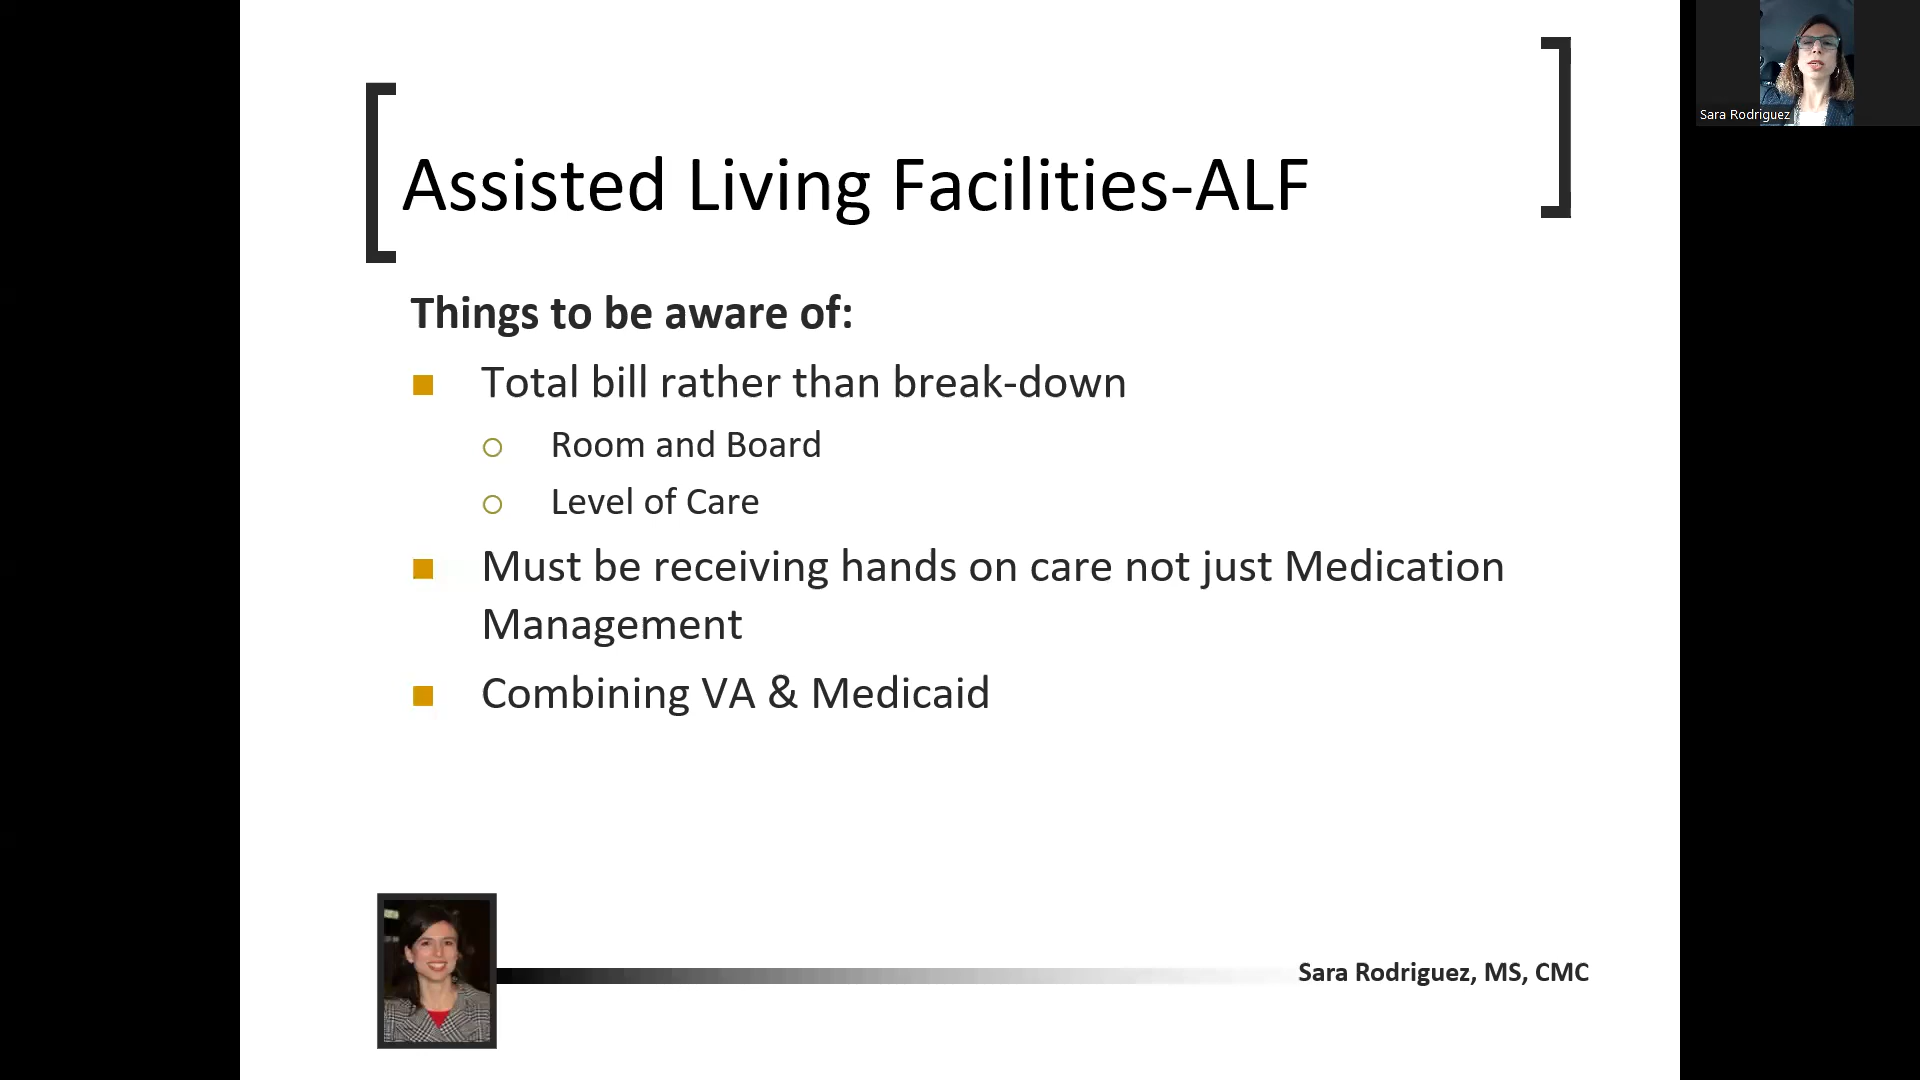 Sara Rodriguez
Assisted Living Facilities-ALF
Things to be aware of:
Total bill rather than break-down
Room and Board
Level of Care
Must be receiving hands on care not just Medication
Management
Combining VA & Medicaid
Sara Rodriguez, MS, CMC